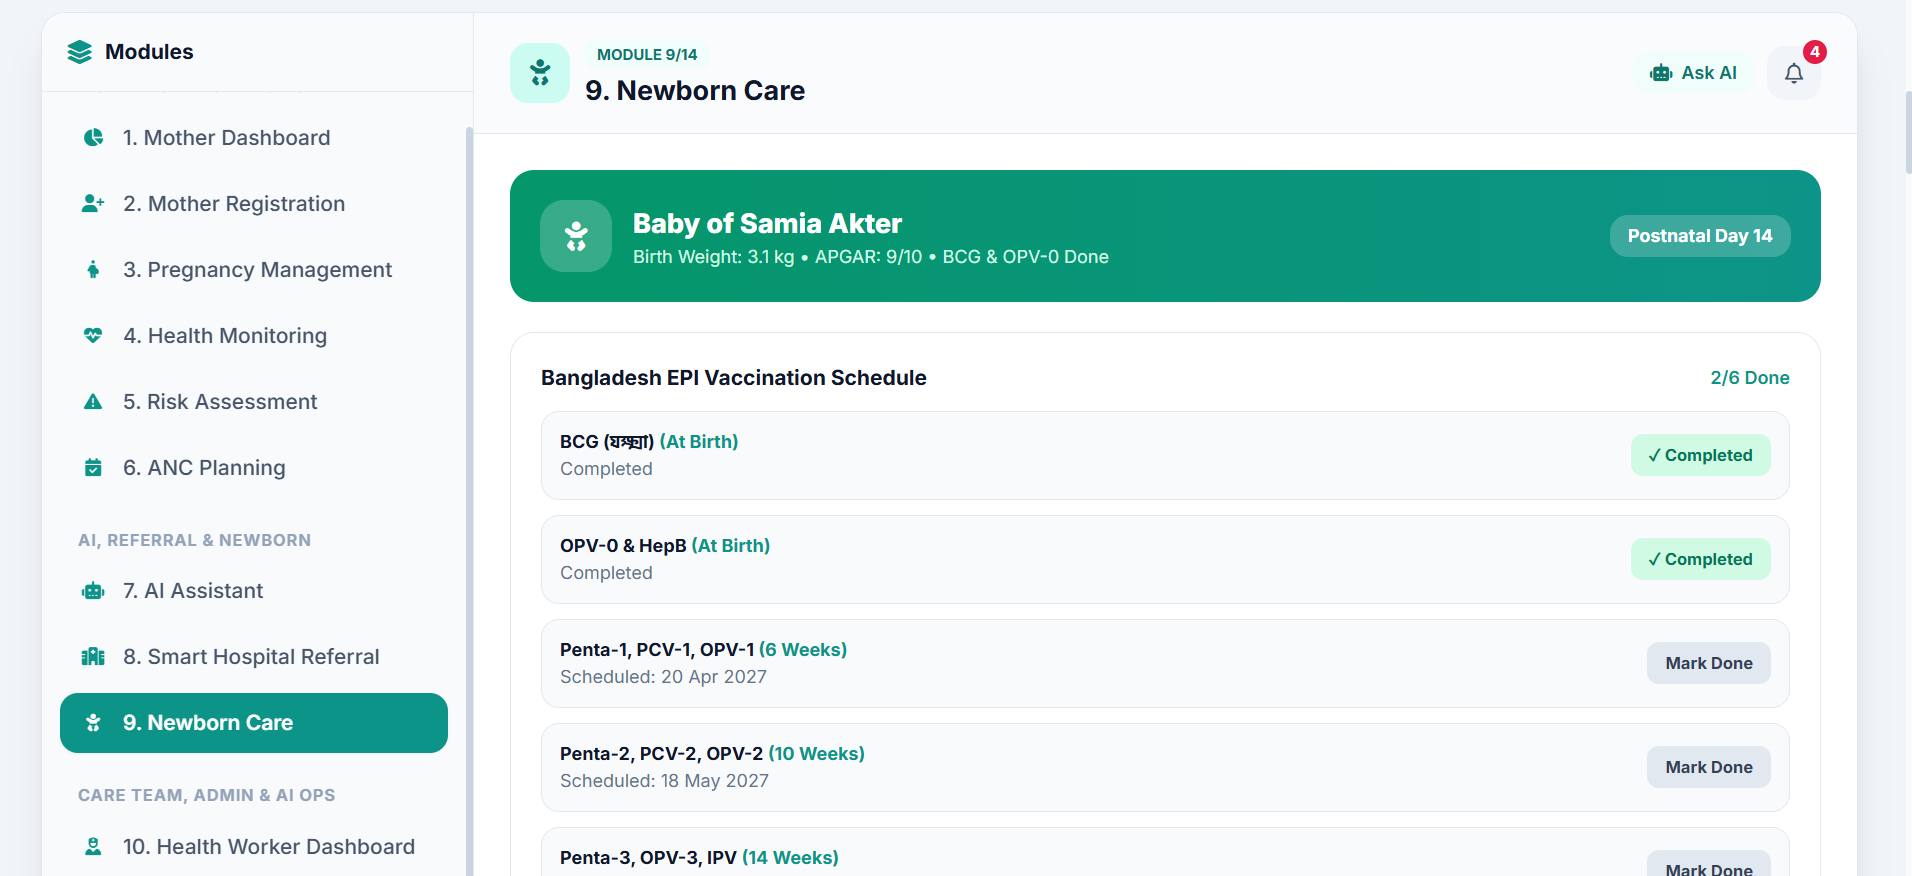 Modules
1. Mother Dashboard
2. Mother Registration
3. Pregnancy Management
4. Health Monitoring
5. Risk Assessment
6. ANC Planning
AI, REFERRAL & NEWBORN
7. AI Assistant
8. Smart Hospital Referral
9. Newborn Care
CARE TEAM, ADMIN & AI OPS
10. Health Worker Dashboard
MODULE 9/14
9. Newborn Care
Ask AI
4
Baby of Samia Akter
Birth Weight: 3.1 kg • APGAR: 9/10 • BCG & OPV-0 Done
Postnatal Day 14
Bangladesh EPI Vaccination Schedule
2/6 Done
BCG (যক্ষ্মা) (At Birth)
Completed
✓ Completed
OPV-0 & HepB (At Birth)
Completed
✓ Completed
Penta-1, PCV-1, OPV-1 (6 Weeks)
Scheduled: 20 Apr 2027
Mark Done
Penta-2, PCV-2, OPV-2 (10 Weeks)
Scheduled: 18 May 2027
Mark Done
Penta-3, OPV-3, IPV (14 Weeks)
Mark Done